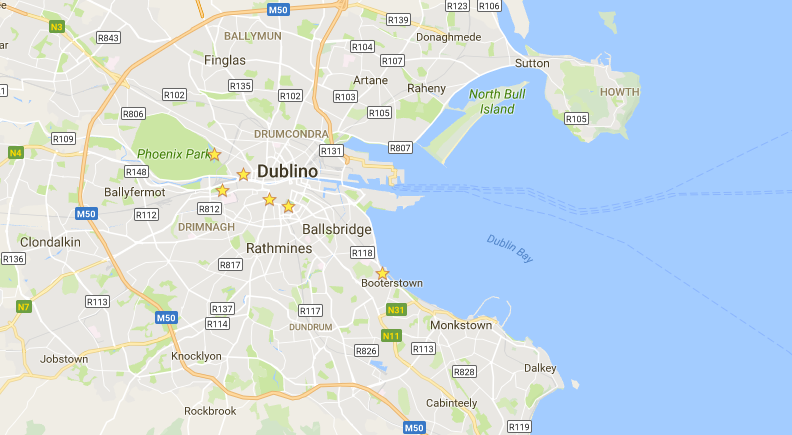 R123
R106
M50
R139
N3
R843
BALLYMUN
Donaghmede
R104
Finglas
R107
Sutton
Artane
R135
Raheny
R102
R102
R103
North Bull
Island
HOWTH
R806
R105
R105
DRUMCONDRA
R109
R807
N4
Phoenix Park
R131
R148
Dublino
Ballyfermot
M50
R112
R812
DRIMNAGH
Ballsbridge
Clondalkin
Rathmines
R118
Dublin Bay
R136
R817
Booterstown
R113
N7
R137
R117
N31
M50
R114
DUNDRUM
Monkstown
N11
R826
R113
Jobstown
Knocklyon
R828
Dalkey
Rockbrook
Cabinteely
M50
R119